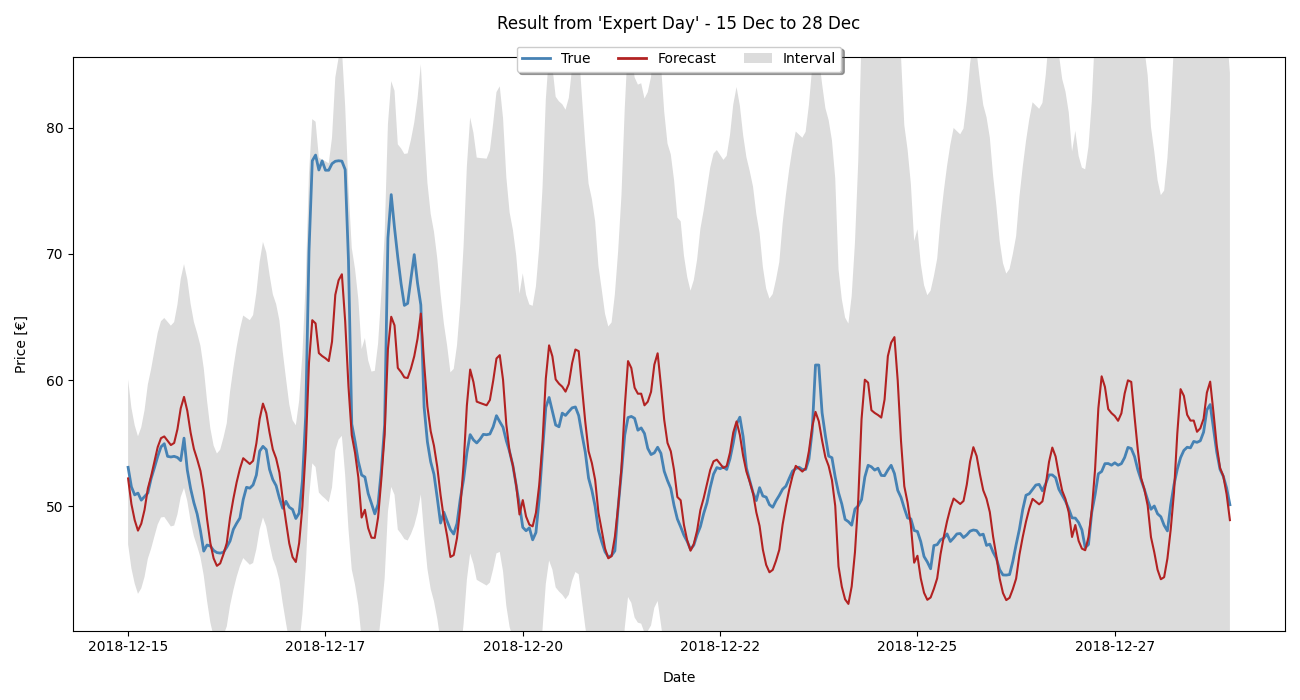 Result from 'Expert Day' - 15 Dec to 28 Dec
True Forecast Interval
80
70
60
50
Price [€]
2018-12-15 2018-12-17 2018-12-20 2018-12-22 2018-12-25 2018-12-27
Date